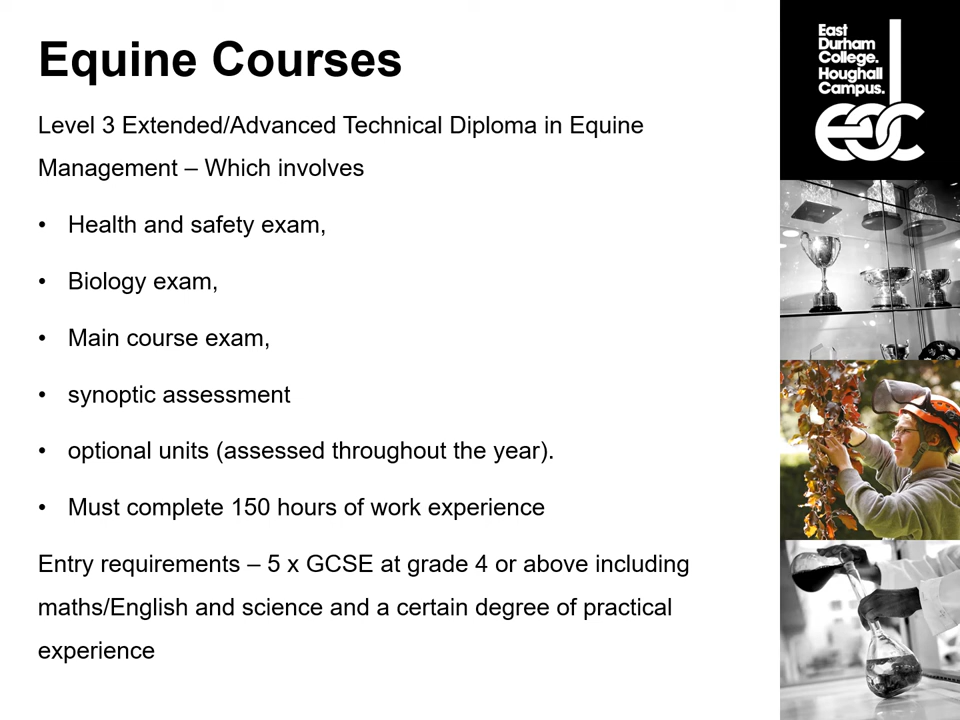 Equine Courses
Level 3 Extended/Advanced Technical Diploma in Equine
Management – Which involves
• Health and safety exam,
• Biology exam,
• Main course exam,
• synoptic assessment
• optional units (assessed throughout the year).
• Must complete 150 hours of work experience
Entry requirements – 5 x GCSE at grade 4 or above including
maths/English and science and a certain degree of practical
experience
East
Durham
College.
Houghall
Campus.
edc